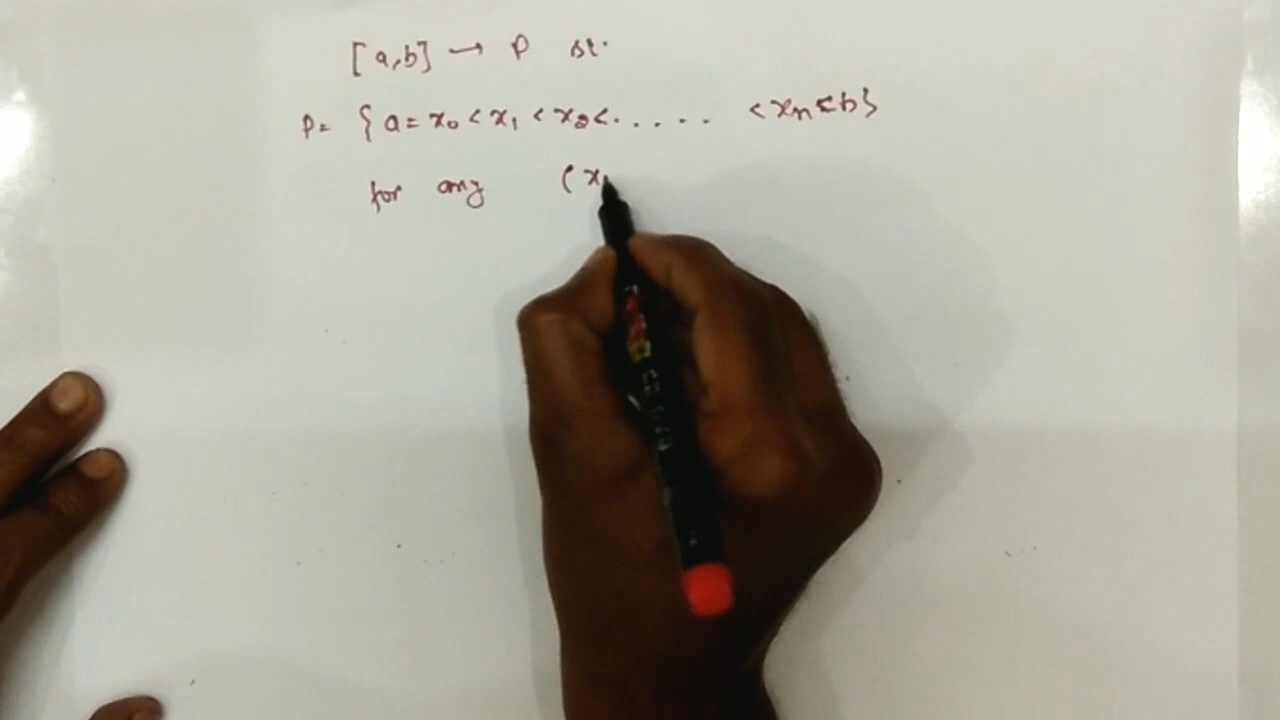 [a,b] → P st.
P= { a = x₀ < x₁ < x₂ < ..... < xₙ = b }
for any (x